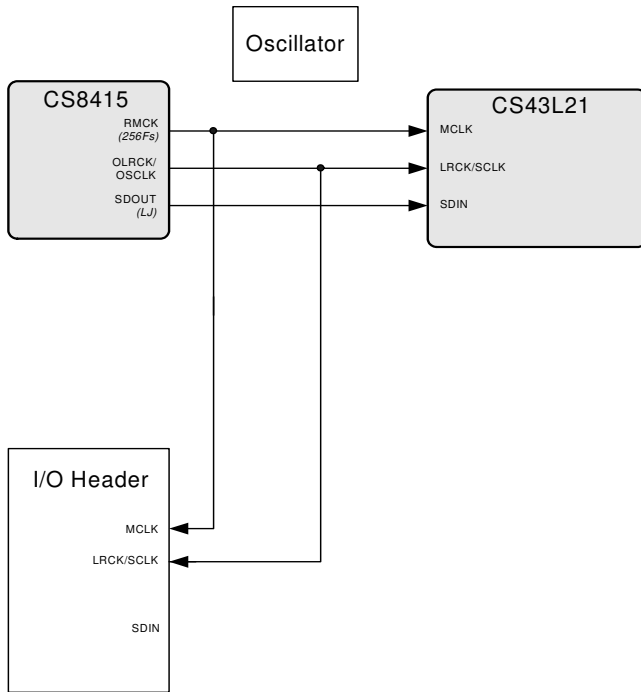 Oscillator
CS8415
RMCK
(256Fs)
OLRCK/
OSCLK
SDOUT
(LJ)
CS43L21
MCLK
LRCK/SCLK
SDIN
I/O Header
MCLK
LRCK/SCLK
SDIN